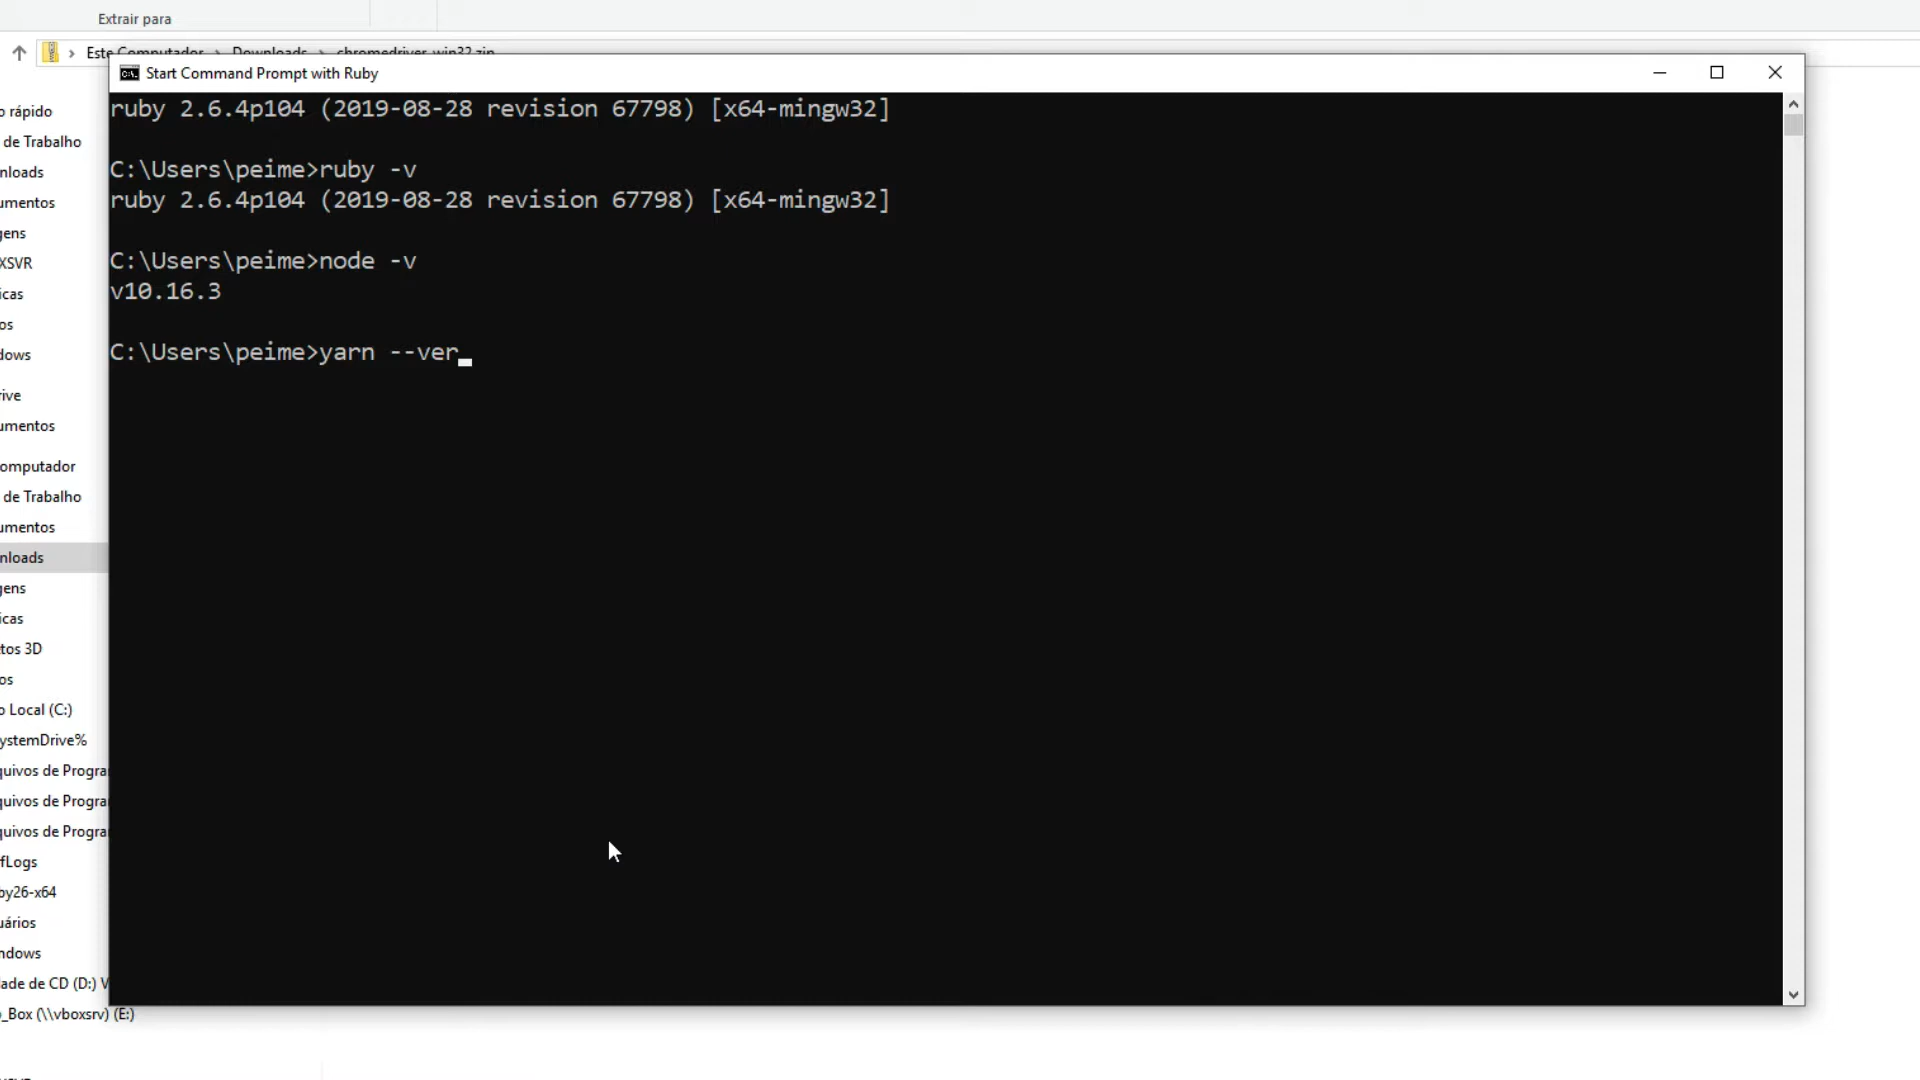 Extrair para
Este Computador > Downloads > chromedriver_win32.zip
Start Command Prompt with Ruby
ruby 2.6.4p104 (2019-08-28 revision 67798) [x64-mingw32]
C:\Users\peime>ruby -v
ruby 2.6.4p104 (2019-08-28 revision 67798) [x64-mingw32]
C:\Users\peime>node -v
v10.16.3
C:\Users\peime>yarn --ver_
o rápido
de Trabalho
nloads
umentos
gens
XSVR
icas
os
dows
rive
umentos
omputador
de Trabalho
umentos
nloads
gens
icas
tos 3D
os
o Local (C:)
ystemDrive%
quivos de Progra
quivos de Progra
quivos de Progra
fLogs
by26-x64
uários
ndows
dade de CD (D:) V
_Box (\\vboxsrv) (E:)